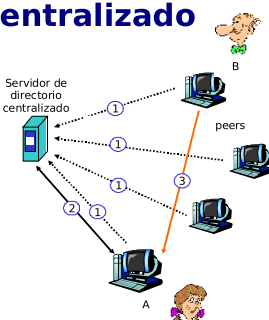 entralizado
B
Servidor de
directorio
centralizado
peers
1
1
1
3
2
1
A